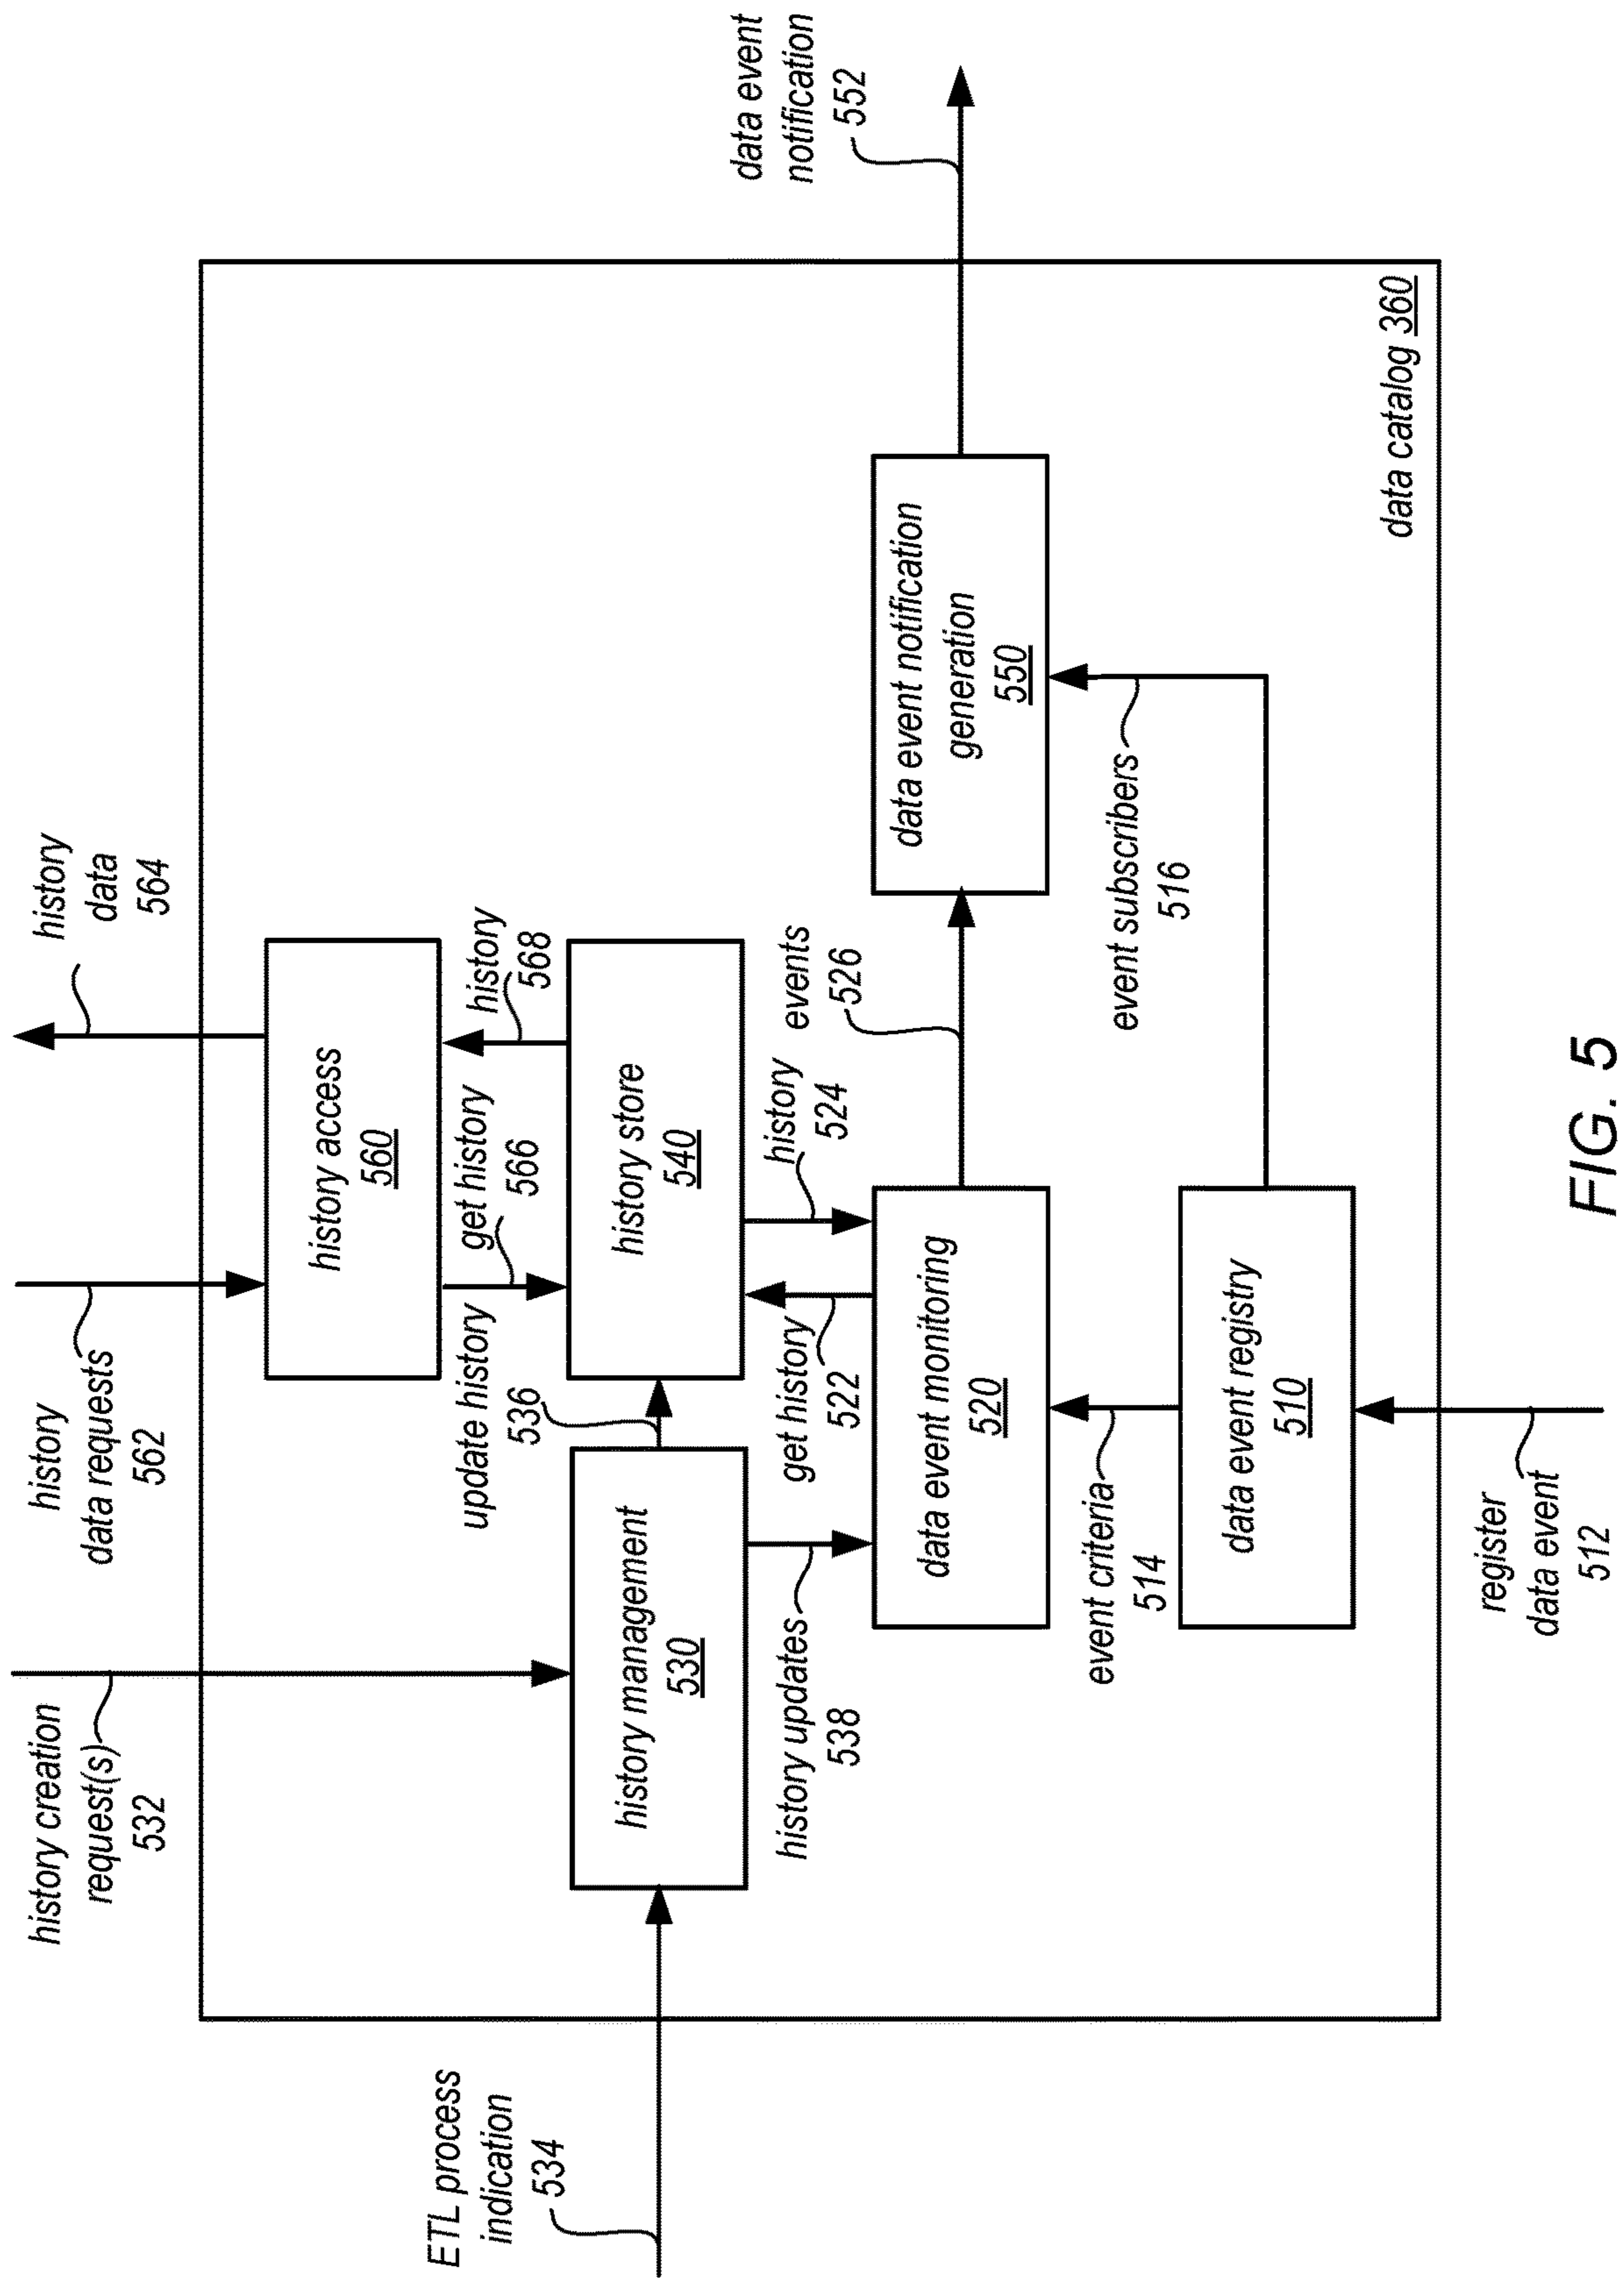 history creation
request(s)
532
history
data requests
562
history
data
564
ETL process
indication
534
history access
560
get history
566
history
568
update history
536
history management
530
history store
540
history updates
538
get history
522
history
524
events
526
data event
notification
552
data event monitoring
520
data event notification
generation
550
event criteria
514
event subscribers
516
data event registry
510
data catalog 360
register
data event
512
FIG. 5